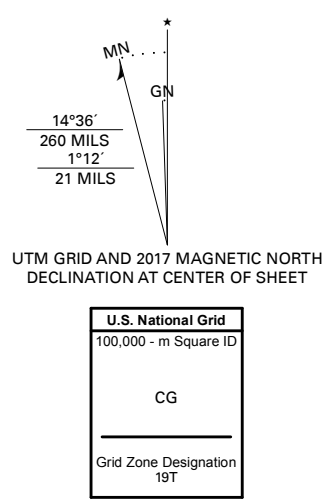 ★
MN
GN
14°36´
260 MILS
1°12´
21 MILS
UTM GRID AND 2017 MAGNETIC NORTH
DECLINATION AT CENTER OF SHEET
U.S. National Grid
100,000 - m Square ID
CG
Grid Zone Designation
19T